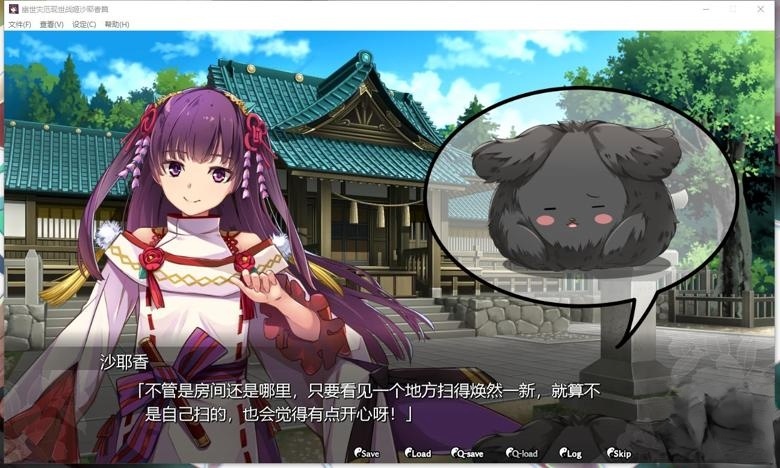 幽世灾厄现世战姬沙耶香篇
文件(F) 查看(V) 设定(C) 帮助(H)
沙耶香
「不管是房间还是哪里，只要看见一个地方扫得焕然一新，就算不
是自己扫的，也会觉得有点开心呀！」
Save Load Q-save Q-load Log Skip